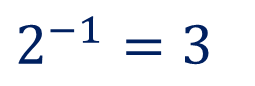 2⁻¹ = 3